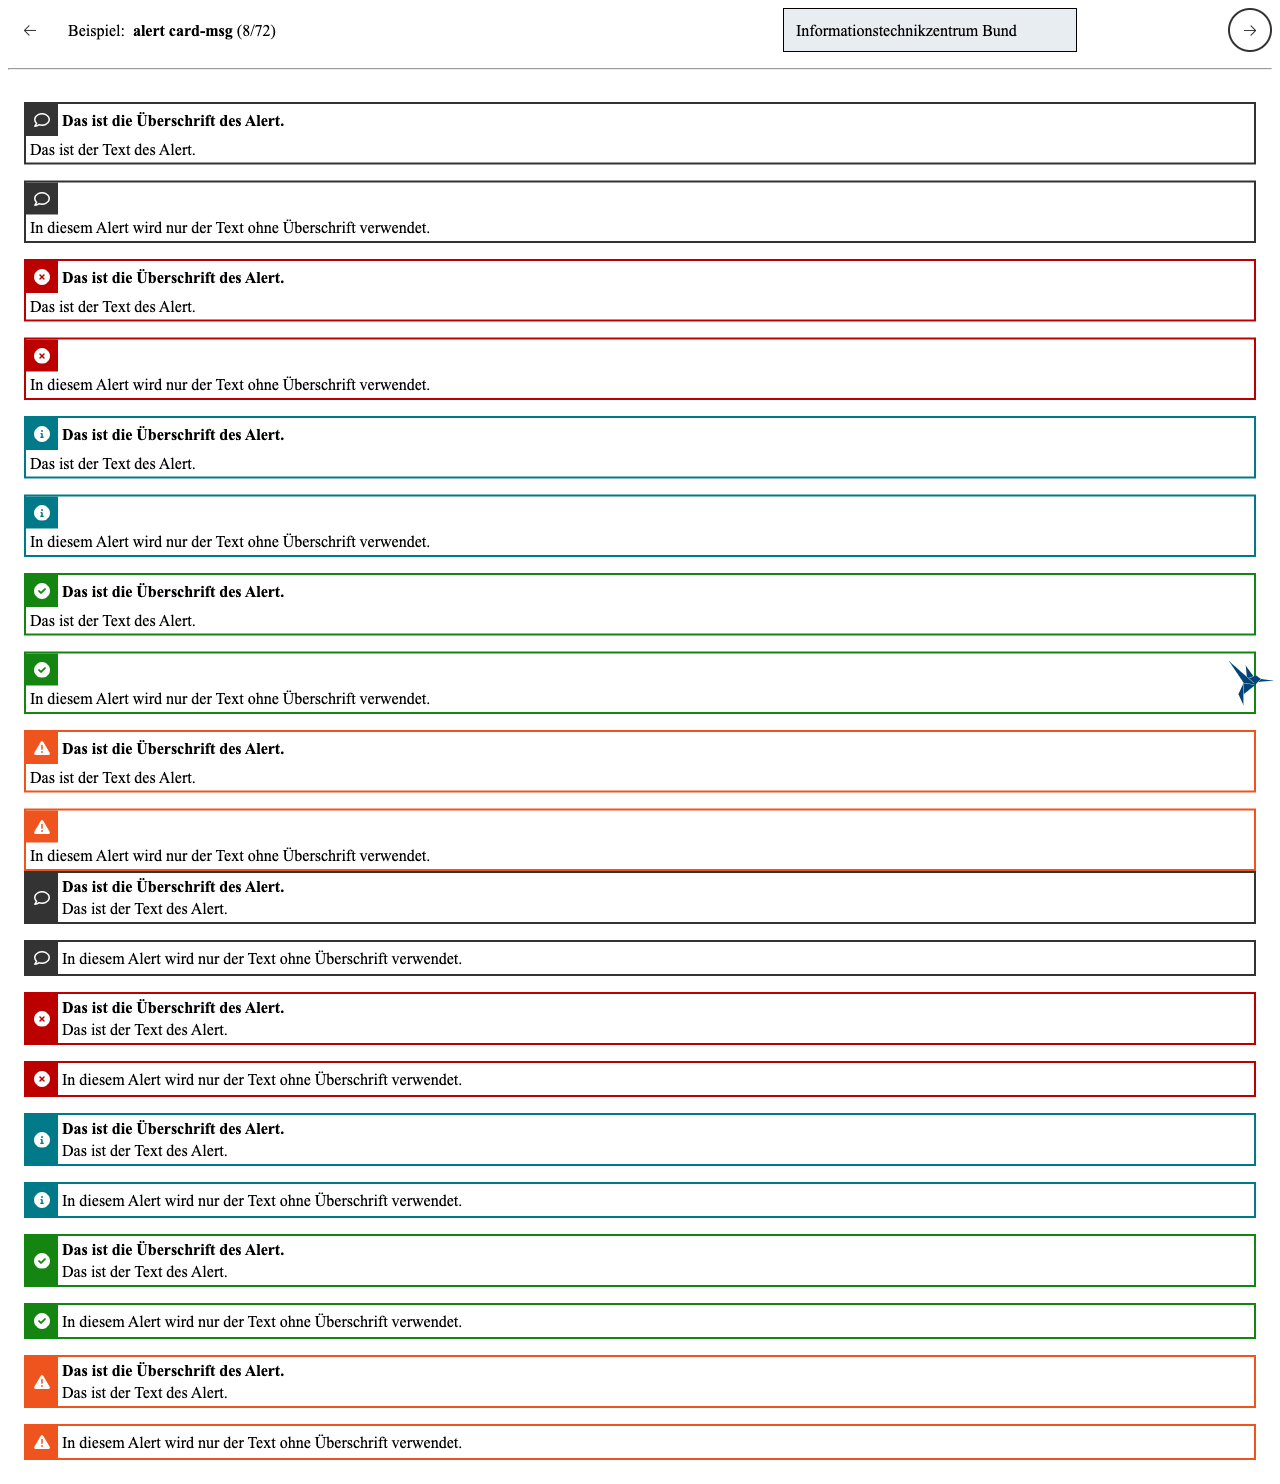 Beispiel: alert card-msg (8/72)
Informationstechnikzentrum Bund
Das ist die Überschrift des Alert.
Das ist der Text des Alert.
In diesem Alert wird nur der Text ohne Überschrift verwendet.
Das ist die Überschrift des Alert.
Das ist der Text des Alert.
In diesem Alert wird nur der Text ohne Überschrift verwendet.
Das ist die Überschrift des Alert.
Das ist der Text des Alert.
In diesem Alert wird nur der Text ohne Überschrift verwendet.
Das ist die Überschrift des Alert.
Das ist der Text des Alert.
In diesem Alert wird nur der Text ohne Überschrift verwendet.
Das ist die Überschrift des Alert.
Das ist der Text des Alert.
In diesem Alert wird nur der Text ohne Überschrift verwendet.
Das ist die Überschrift des Alert.
Das ist der Text des Alert.
In diesem Alert wird nur der Text ohne Überschrift verwendet.
Das ist die Überschrift des Alert.
Das ist der Text des Alert.
In diesem Alert wird nur der Text ohne Überschrift verwendet.
Das ist die Überschrift des Alert.
Das ist der Text des Alert.
In diesem Alert wird nur der Text ohne Überschrift verwendet.
Das ist die Überschrift des Alert.
Das ist der Text des Alert.
In diesem Alert wird nur der Text ohne Überschrift verwendet.
Das ist die Überschrift des Alert.
Das ist der Text des Alert.
In diesem Alert wird nur der Text ohne Überschrift verwendet.